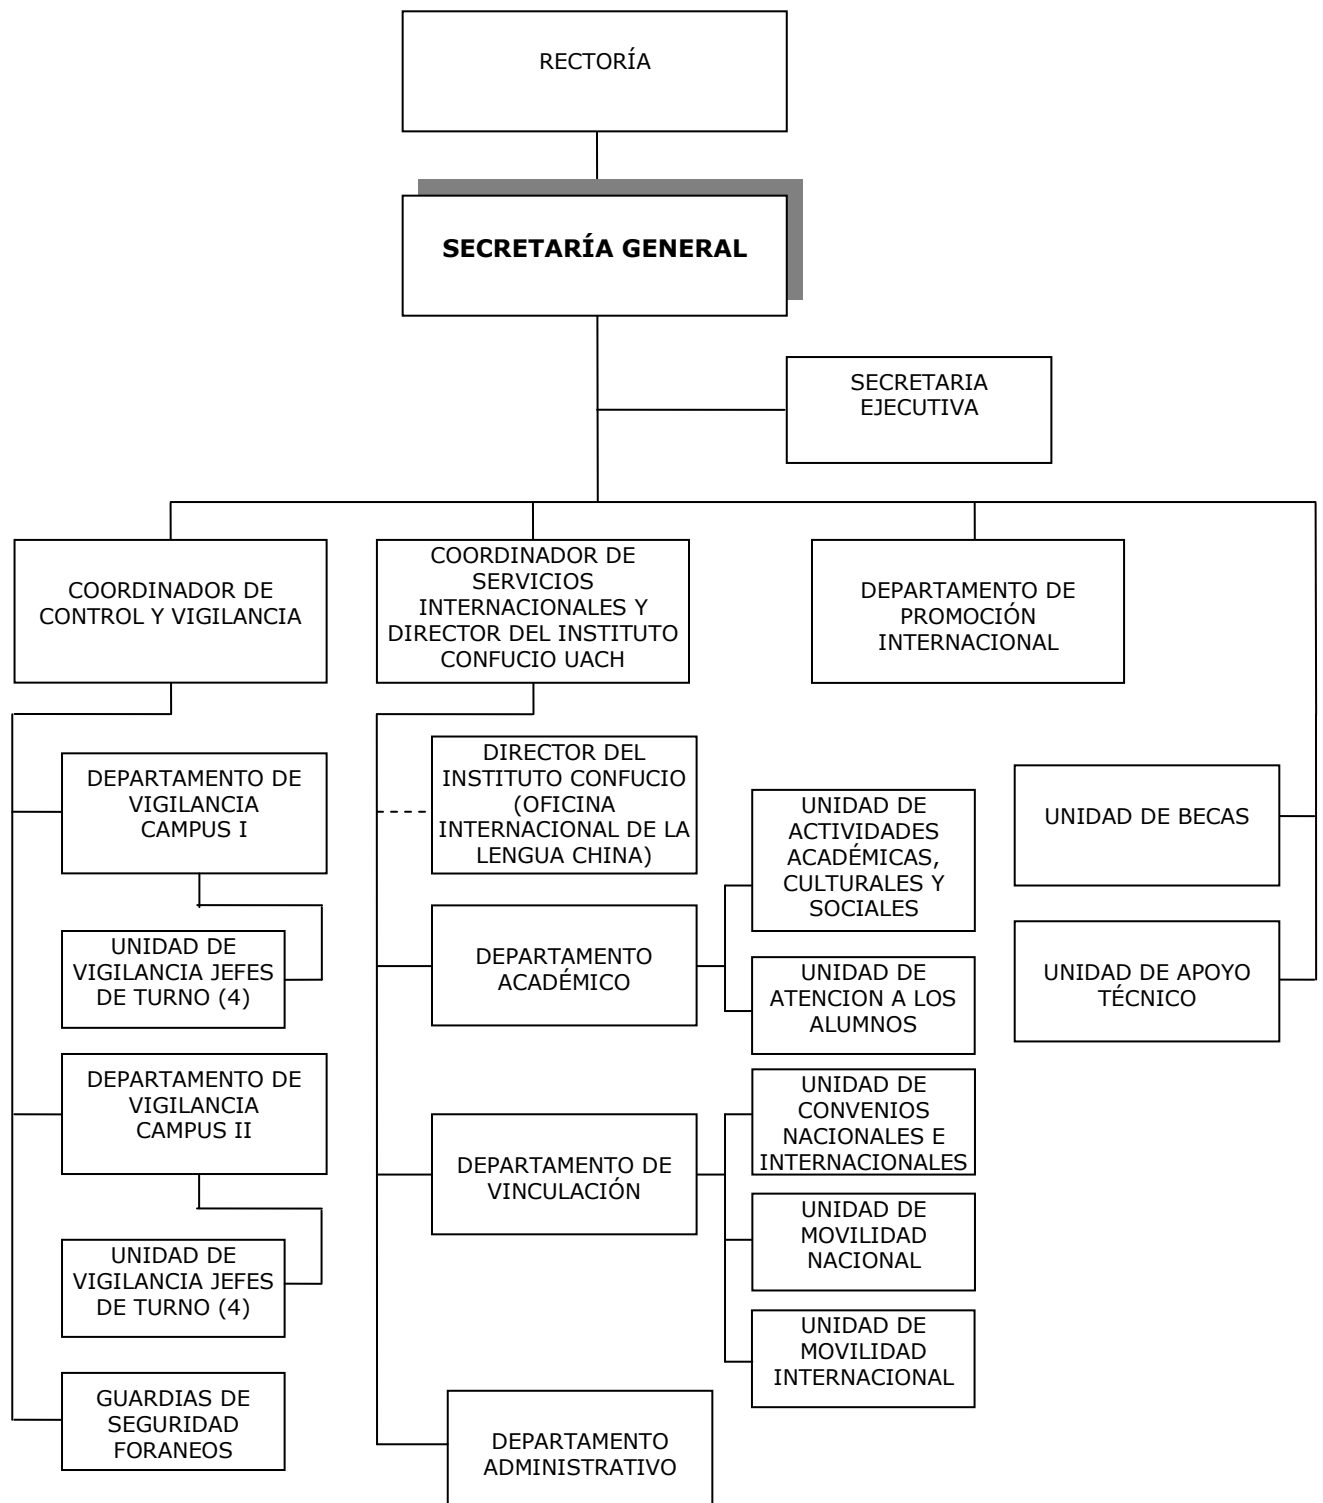 RECTORÍA
SECRETARÍA GENERAL
SECRETARIA
EJECUTIVA
COORDINADOR DE
CONTROL Y VIGILANCIA
COORDINADOR DE
SERVICIOS
INTERNACIONALES Y
DIRECTOR DEL INSTITUTO
CONFUCIO UACH
DEPARTAMENTO DE
PROMOCIÓN
INTERNACIONAL
DEPARTAMENTO DE
VIGILANCIA
CAMPUS I
UNIDAD DE
VIGILANCIA JEFES
DE TURNO (4)
DEPARTAMENTO DE
VIGILANCIA
CAMPUS II
UNIDAD DE
VIGILANCIA JEFES
DE TURNO (4)
GUARDIAS DE
SEGURIDAD
FORANEOS
DIRECTOR DEL
INSTITUTO CONFUCIO
(OFICINA
INTERNACIONAL DE LA
LENGUA CHINA)
DEPARTAMENTO
ACADÉMICO
UNIDAD DE
ACTIVIDADES
ACADÉMICAS,
CULTURALES Y
SOCIALES
UNIDAD DE
ATENCION A LOS
ALUMNOS
DEPARTAMENTO DE
VINCULACIÓN
UNIDAD DE
CONVENIOS
NACIONALES E
INTERNACIONALES
UNIDAD DE
MOVILIDAD
NACIONAL
UNIDAD DE
MOVILIDAD
INTERNACIONAL
DEPARTAMENTO
ADMINISTRATIVO
UNIDAD DE BECAS
UNIDAD DE APOYO
TÉCNICO